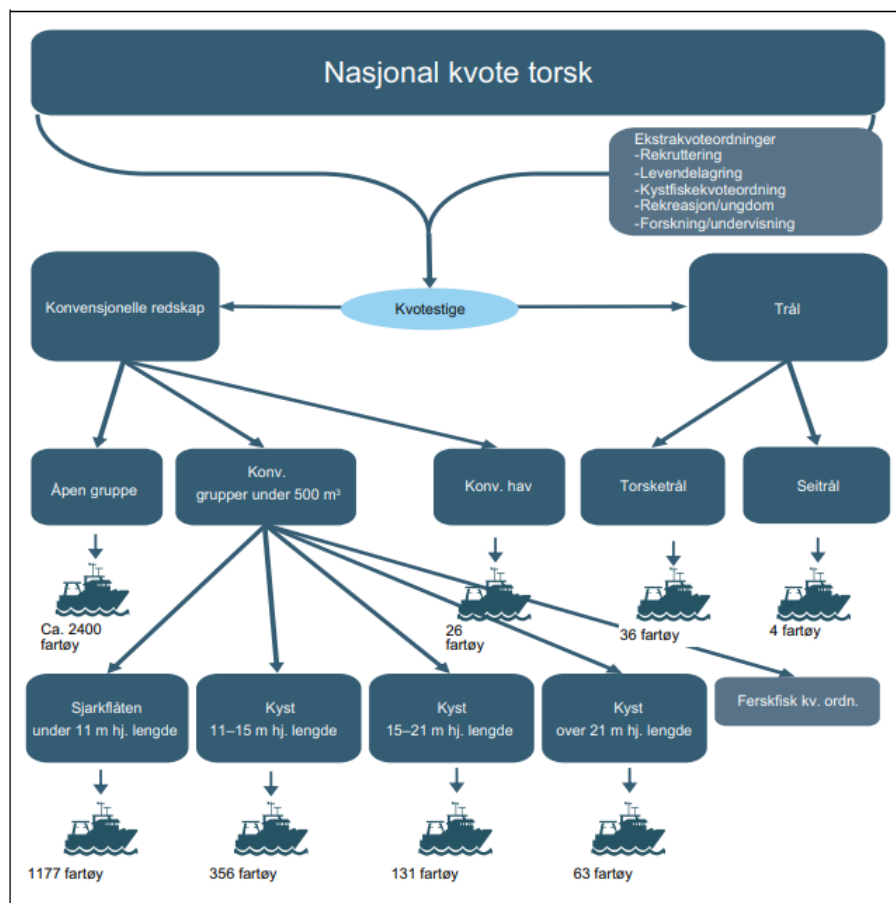 Nasjonal kvote torsk
Ekstrakvoteordninger
-Rekruttering
-Levendelagring
-Kystfiskekvoteordning
-Rekreasjon/ungdom
-Forskning/undervisning
Konvensjonelle redskap
Kvotestige
Trål
Åpen gruppe
Konv.
grupper under 500 m³
Konv. hav
Torsketrål
Seitrål
Ca. 2400
fartøy
26
fartøy
36 fartøy
4 fartøy
Sjarkflåten
under 11 m hj. lengde
Kyst
11–15 m hj. lengde
Kyst
15–21 m hj. lengde
Kyst
over 21 m hj. lengde
Ferskfisk kv. ordn.
1177 fartøy
356 fartøy
131 fartøy
63 fartøy